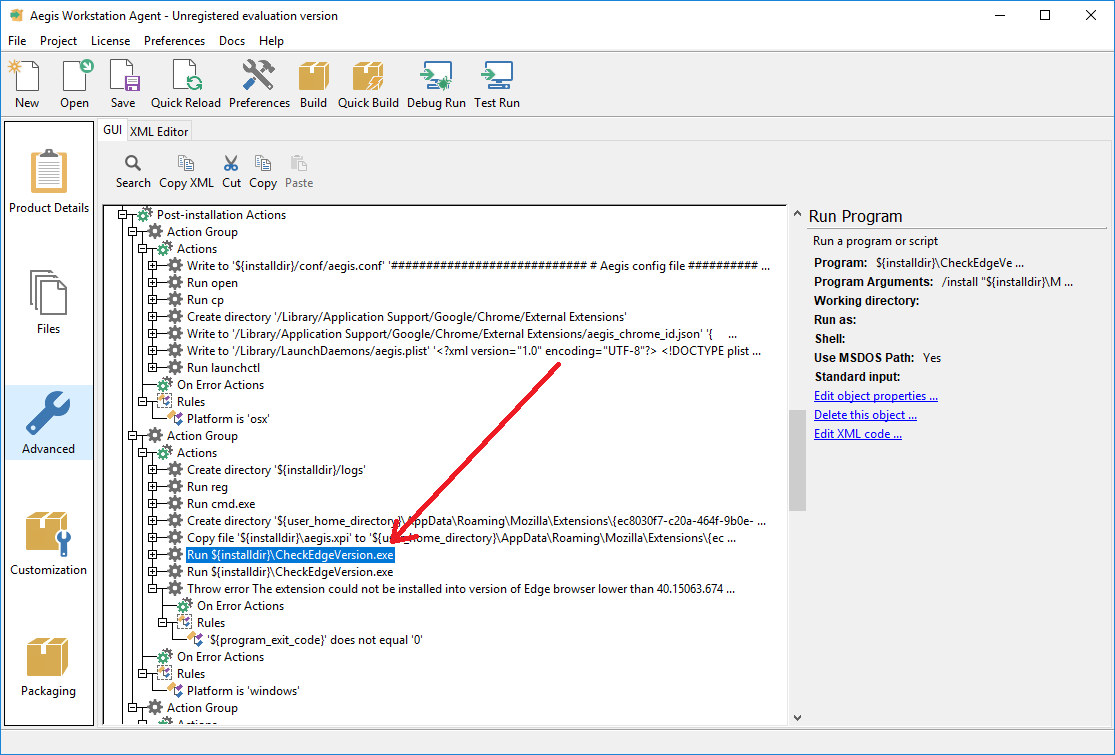 Aegis Workstation Agent - Unregistered evaluation version
File Project License Preferences Docs Help
New Open Save Quick Reload Preferences Build Quick Build Debug Run Test Run
GUI XML Editor
Search Copy XML Cut Copy Paste
Product Details
Files
Advanced
Customization
Packaging
Post-installation Actions
Action Group
Actions
Write to '${installdir}/conf/aegis.conf' '########################### # Aegis config file ########## ...
Run open
Run cp
Create directory '/Library/Application Support/Google/Chrome/External Extensions'
Write to '/Library/Application Support/Google/Chrome/External Extensions/aegis_chrome_id.json' '{ ...
Write to '/Library/LaunchDaemons/aegis.plist' '<?xml version="1.0" encoding="UTF-8"?> <!DOCTYPE plist ...
Run launchctl
On Error Actions
Rules
Platform is 'osx'
Action Group
Actions
Create directory '${installdir}/logs'
Run reg
Run cmd.exe
Create directory '${user_home_directory}\AppData\Roaming\Mozilla\Extensions\{ec8030f7-c20a-464f-9b0e- ...
Copy file '${installdir}\aegis.xpi' to '${user_home_directory}\AppData\Roaming\Mozilla\Extensions\{ec ...
Run ${installdir}\CheckEdgeVersion.exe
Run ${installdir}\CheckEdgeVersion.exe
Throw error The extension could not be installed into version of Edge browser lower than 40.15063.674 ...
On Error Actions
Rules
'${program_exit_code}' does not equal '0'
On Error Actions
Rules
Platform is 'windows'
Action Group
Actions
Run Program
Run a program or script
Program: ${installdir}\CheckEdgeVe ...
Program Arguments: /install "${installdir}\M ...
Working directory:
Run as:
Shell:
Use MSDOS Path: Yes
Standard input:
Edit object properties ...
Delete this object ...
Edit XML code ...